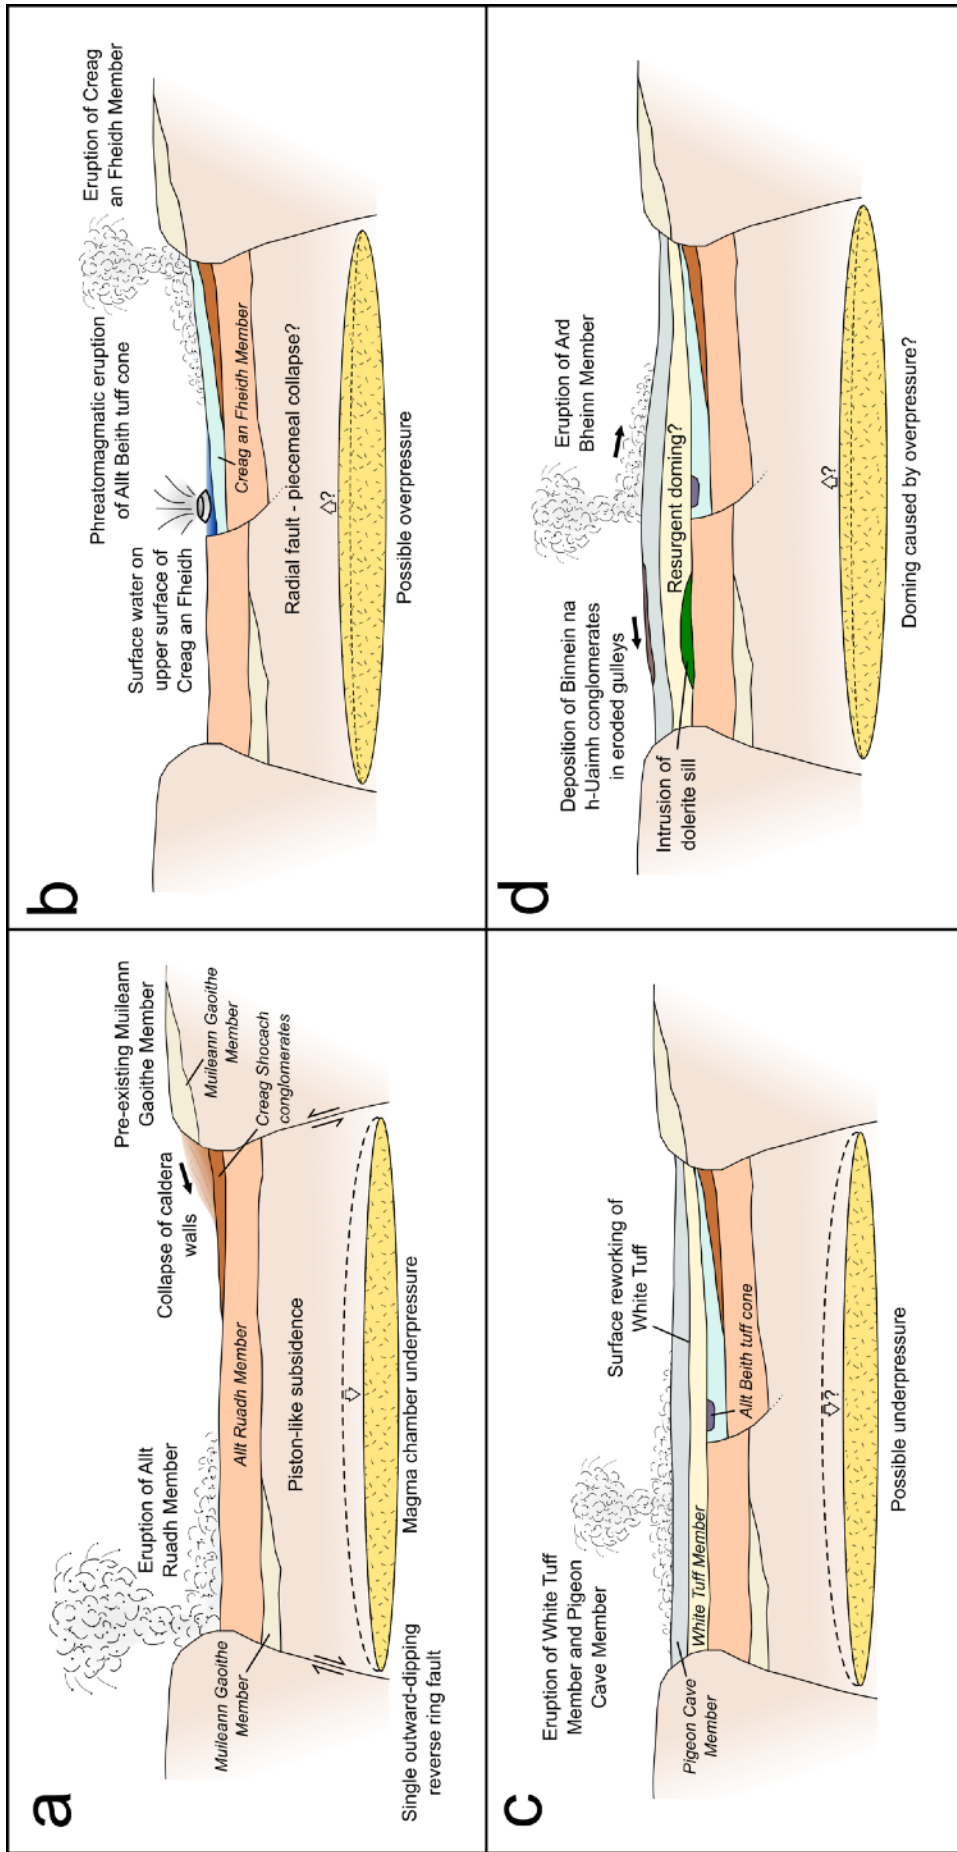 a
Eruption of Allt
Ruadh Member
Collapse of caldera
walls
Pre-existing Muileann
Gaoithe Member
Muileann Gaoithe
Member
Creag Shocach
conglomerates
Allt Ruadh Member
Muileann Gaoithe
Member
Piston-like subsidence
Single outward-dipping
reverse ring fault
Magma chamber underpressure
b
Surface water on
upper surface of
Creag an Fheidh
Phreatomagmatic eruption
of Allt Beith tuff cone
Eruption of Creag
an Fheidh Member
Creag an Fheidh Member
Radial fault - piecemeal collapse?
?
Possible overpressure
c
Eruption of White Tuff
Member and Pigeon
Cave Member
Surface reworking of
White Tuff
Pigeon Cave
Member
White Tuff Member
Allt Beith tuff cone
?
Possible underpressure
d
Deposition of Binnein na
h-Uaimh conglomerates
in eroded gulleys
Eruption of Ard
Bheinn Member
Intrusion of
dolerite sill
Resurgent doming?
?
Doming caused by overpressure?